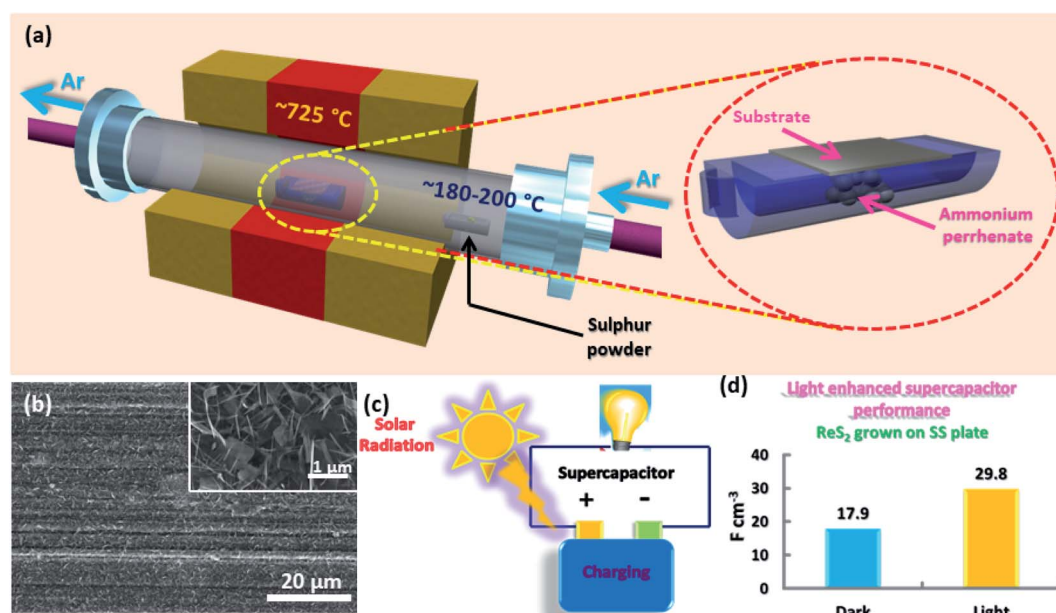 (a)
Ar
~725 °C
~180-200 °C
Ar
Sulphur
powder
Substrate
Ammonium
perrhenate
(b)
1 μm
20 μm
(c)
Solar
Radiation
Supercapacitor
+ -
Charging
(d)
Light enhanced supercapacitor
performance
ReS₂ grown on SS plate
F cm⁻³
40
30
20
10
0
17.9
29.8
Dark Light